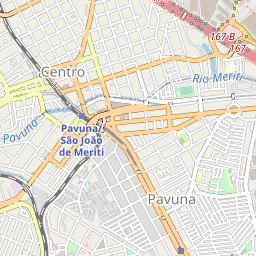 167 B
167
Centro
Rio Meriti
Pavuna
Pavuna/
São João
de Meriti
Pavuna